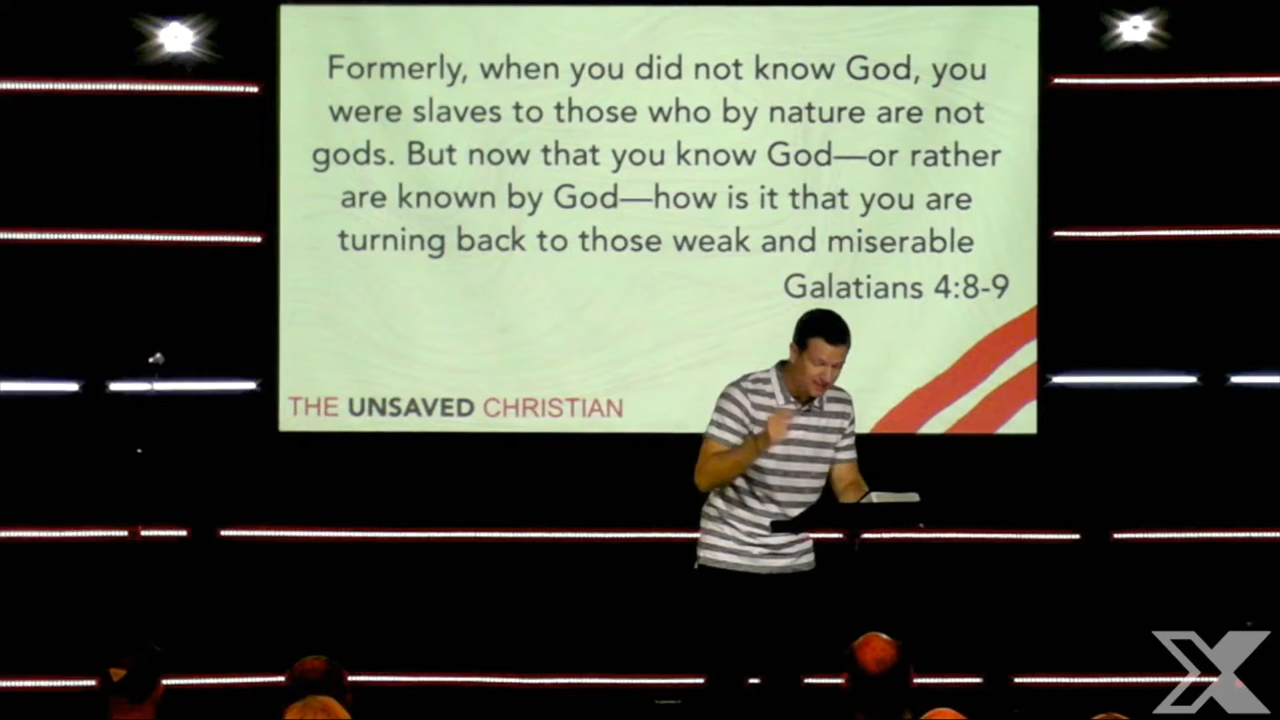 Formerly, when you did not know God, you
were slaves to those who by nature are not
gods. But now that you know God—or rather
are known by God—how is it that you are
turning back to those weak and miserable
Galatians 4:8-9
THE UNSAVED CHRISTIAN
X